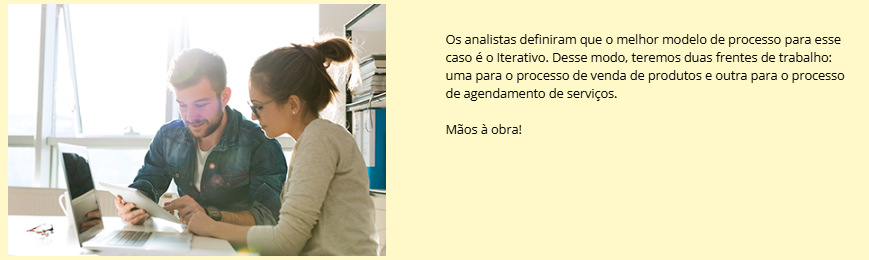 Os analistas definiram que o melhor modelo de processo para esse
caso é o Iterativo. Desse modo, teremos duas frentes de trabalho:
uma para o processo de venda de produtos e outra para o processo
de agendamento de serviços.
Mãos à obra!